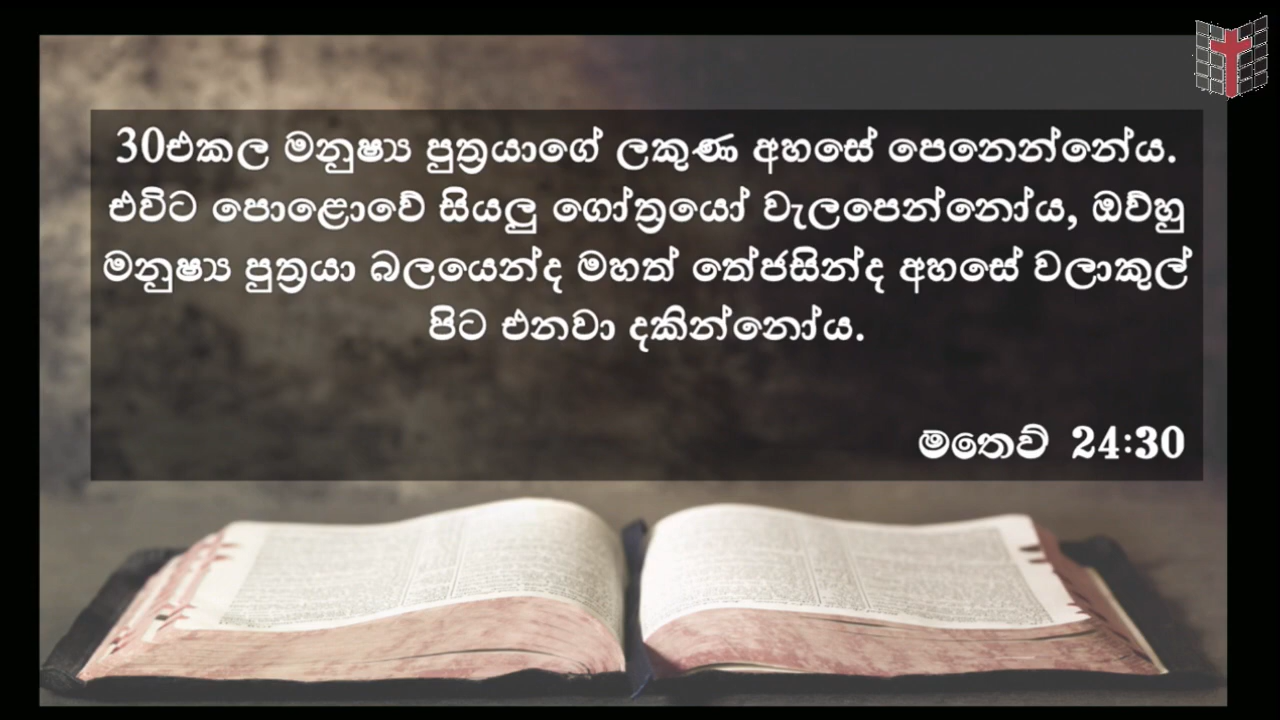 30එකල මනුෂ්‍ය පුත්‍රයාගේ ලකුණ අහසේ පෙනෙන්නේය.
එවිට පොළොවේ සියලු ගෝත්‍රයෝ වැලපෙන්නෝය, ඔව්හු
මනුෂ්‍ය පුත්‍රයා බලයෙන්ද මහත් තේජසින්ද අහසේ වලාකුල්
පිට එනවා දකින්නෝය.
මතෙව් 24:30